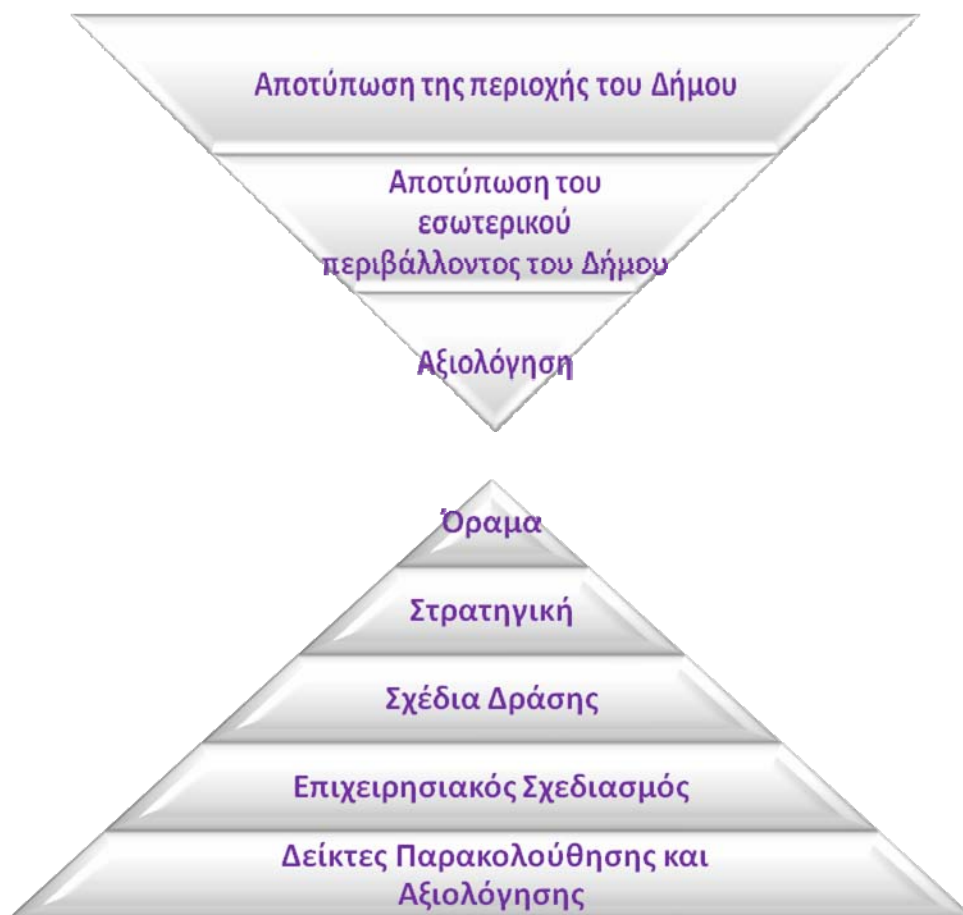 Αποτύπωση της περιοχής του Δήμου
Αποτύπωση του
εσωτερικού
περιβάλλοντος του Δήμου
Αξιολόγηση
Όραμα
Στρατηγική
Σχέδια Δράσης
Επιχειρησιακός Σχεδιασμός
Δείκτες Παρακολούθησης και
Αξιολόγησης